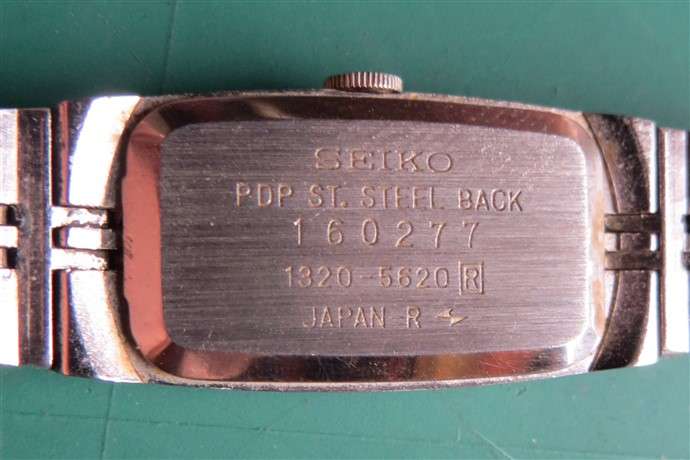 SEIKO
PDP ST. STEEL BACK
160277
1320-5620 R
JAPAN R